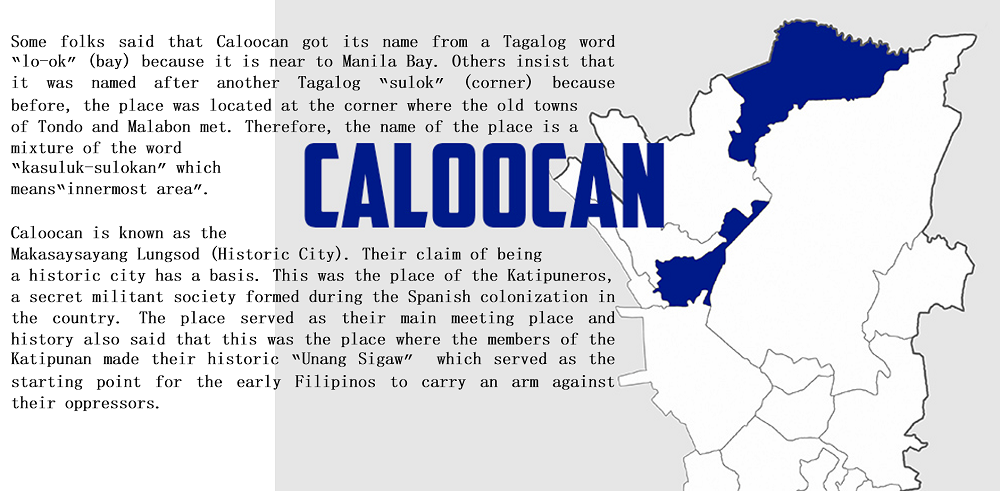 Some folks said that Caloocan got its name from a Tagalog word
‟lo-ok” (bay) because it is near to Manila Bay. Others insist that
it was named after another Tagalog ‟sulok” (corner) because
before, the place was located at the corner where the old towns
of Tondo and Malabon met. Therefore, the name of the place is a
mixture of the word
‟kasuluk-sulokan” which
means‟innermost area”.
CALOOCAN
Caloocan is known as the
Makasaysayang Lungsod (Historic City). Their claim of being
a historic city has a basis. This was the place of the Katipuneros,
a secret militant society formed during the Spanish colonization in
the country. The place served as their main meeting place and
history also said that this was the place where the members of the
Katipunan made their historic ‟Unang Sigaw” which served as the
starting point for the early Filipinos to carry an arm against
their oppressors.